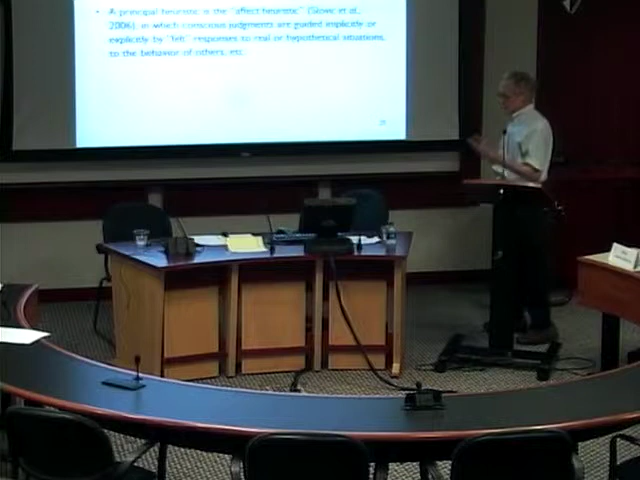 • A principal heuristic is the "affect heuristic" (Slovic et al.,
2006), in which conscious judgments are guided implicitly or
explicitly by "felt" responses to real or hypothetical situations,
to the behavior of others, etc.